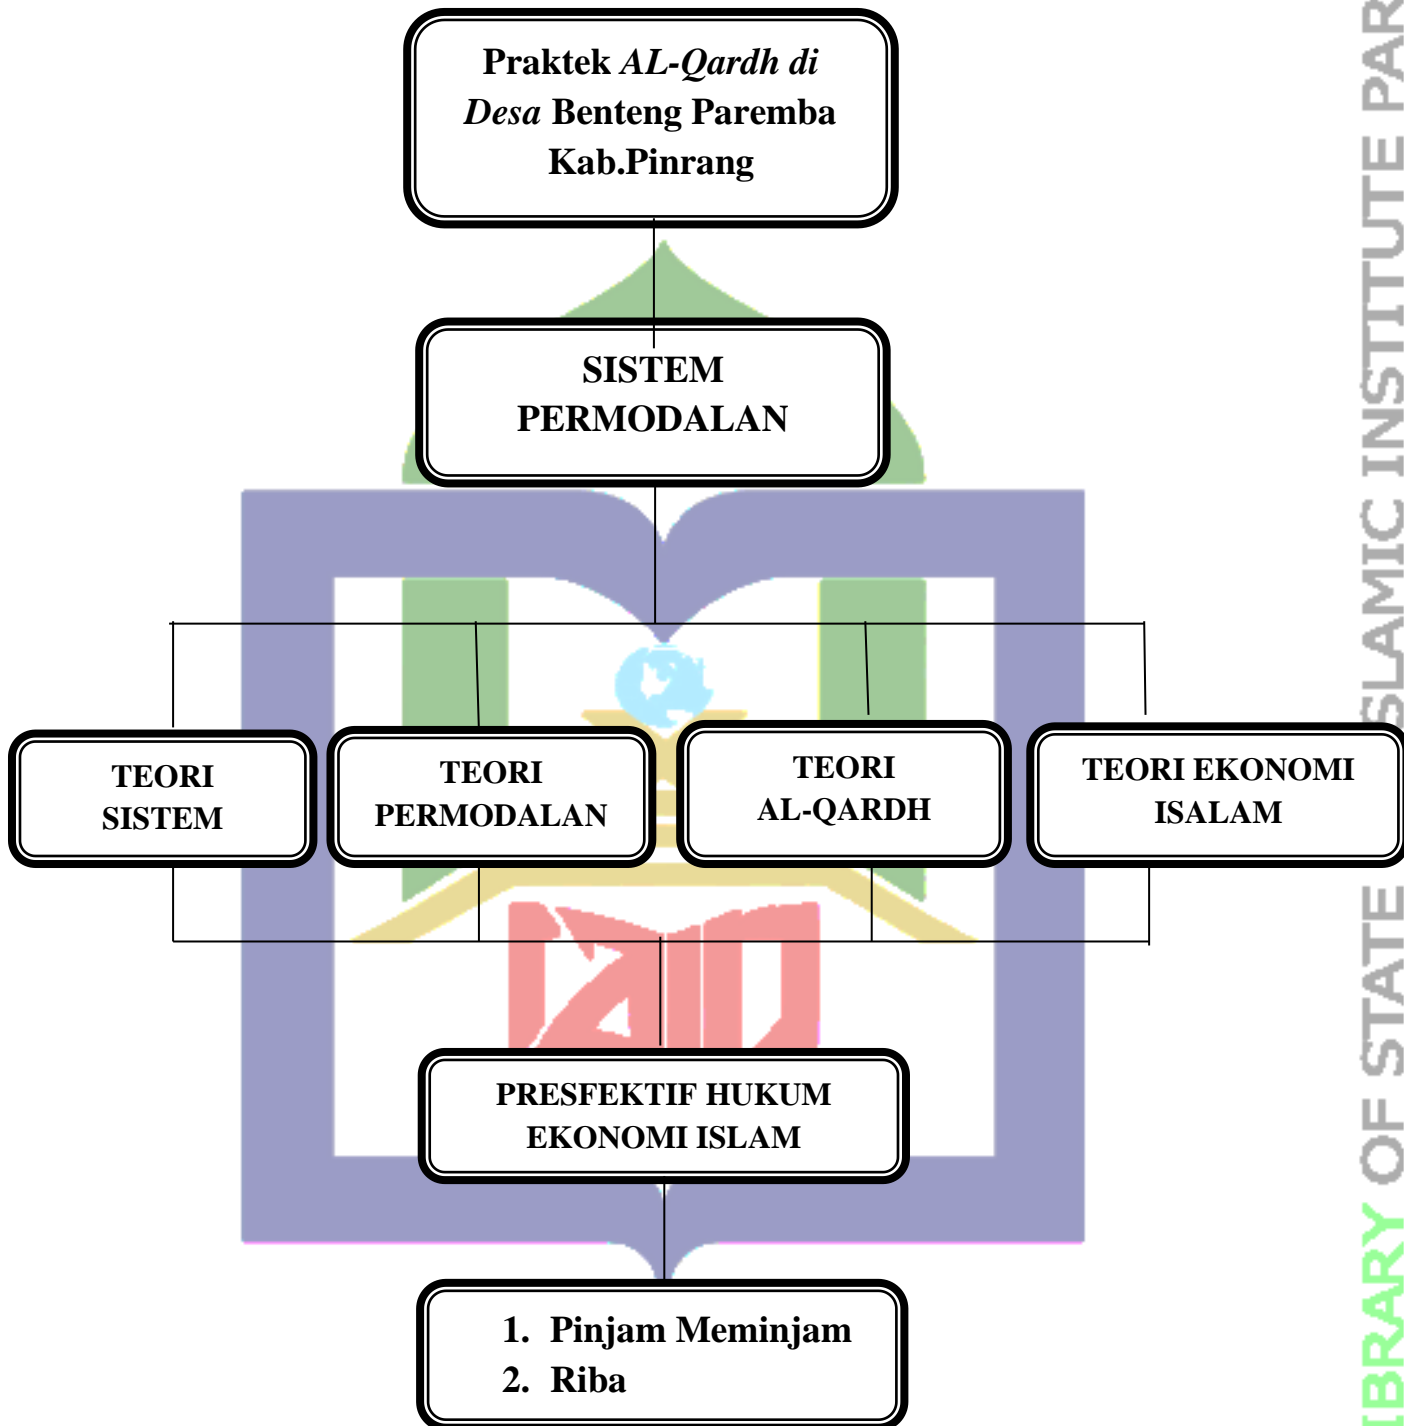 Praktek AL-Qardh di
Desa Benteng Paremba
Kab.Pinrang
SISTEM
PERMODALAN
TEORI
SISTEM
TEORI
PERMODALAN
TEORI
AL-QARDH
TEORI EKONOMI
ISALAM
PRESFEKTIF HUKUM
EKONOMI ISLAM
1. Pinjam Meminjam
2. Riba
IBRARY OF STATE ISLAMIC INSTITUTE PAR